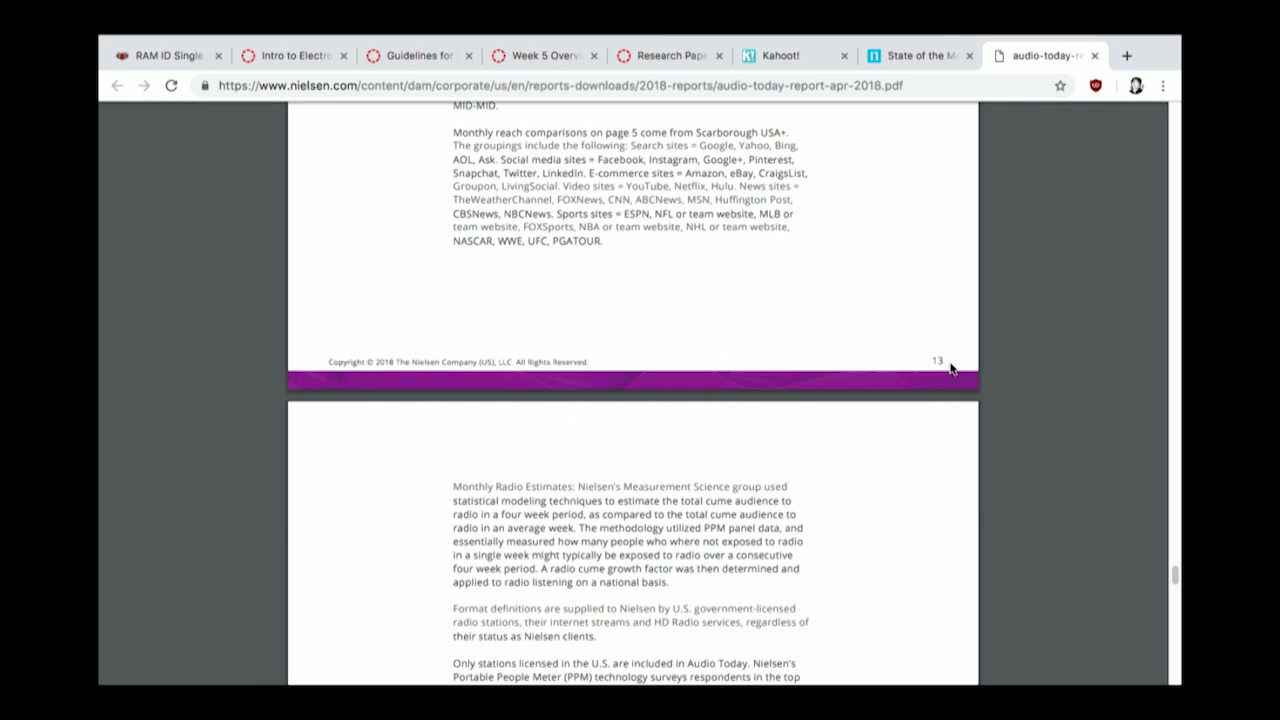 RAM ID Single
Intro to Electro
Guidelines for
Week 5 Overvi
Research Pape
Kahoot!
State of the M
audio-today-re
https://www.nielsen.com/content/dam/corporate/us/en/reports-downloads/2018-reports/audio-today-report-apr-2018.pdf
MID-MID.
Monthly reach comparisons on page 5 come from Scarborough USA+.
The groupings include the following: Search sites = Google, Yahoo, Bing,
AOL, Ask. Social media sites = Facebook, Instagram, Google+, Pinterest,
Snapchat, Twitter, LinkedIn. E-commerce sites = Amazon, eBay, CraigsList,
Groupon, LivingSocial. Video sites = YouTube, Netflix, Hulu. News sites =
TheWeatherChannel, FOXNews, CNN, ABCNews, MSN, Huffington Post,
CBSNews, NBCNews. Sports sites = ESPN, NFL or team website, MLB or
team website, FOXSports, NBA or team website, NHL or team website,
NASCAR, WWE, UFC, PGATOUR.
Copyright © 2018 The Nielsen Company (US), LLC. All Rights Reserved.
13
Monthly Radio Estimates: Nielsen's Measurement Science group used
statistical modeling techniques to estimate the total cume audience to
radio in a four week period, as compared to the total cume audience to
radio in an average week. The methodology utilized PPM panel data, and
essentially measured how many people who where not exposed to radio
in a single week might typically be exposed to radio over a consecutive
four week period. A radio cume growth factor was then determined and
applied to radio listening on a national basis.
Format definitions are supplied to Nielsen by U.S. government-licensed
radio stations, their internet streams and HD Radio services, regardless of
their status as Nielsen clients.
Only stations licensed in the U.S. are included in Audio Today. Nielsen's
Portable People Meter (PPM) technology surveys respondents in the top